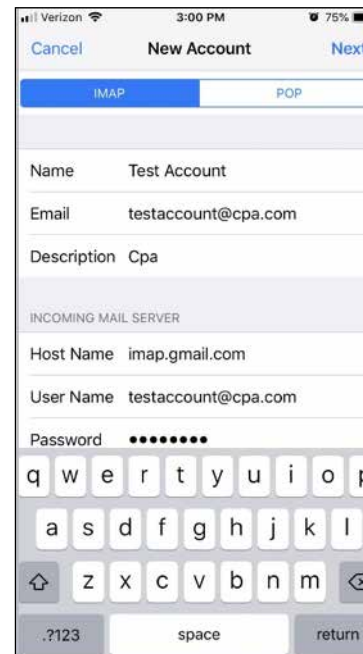 Verizon 3:00 PM 75%
Cancel New Account Next
IMAP POP
Name Test Account
Email testaccount@cpa.com
Description Cpa
INCOMING MAIL SERVER
Host Name imap.gmail.com
User Name testaccount@cpa.com
Password ●●●●●●●●
q w e r t y u i o p
a s d f g h j k l
z x c v b n m
.?123 space return